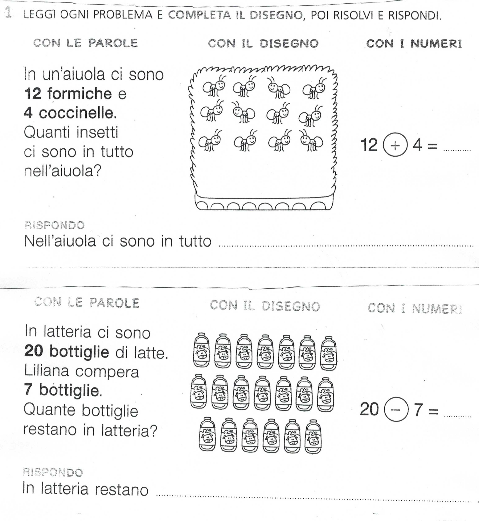 1 LEGGI OGNI PROBLEMA E COMPLETA IL DISEGNO, POI RISOLVI E RISPONDI.
CON LE PAROLE CON IL DISEGNO CON I NUMERI
In un'aiuola ci sono
12 formiche e
4 coccinelle.
Quanti insetti
ci sono in tutto
nell'aiuola?
12 + 4 =
RISPONDO
Nell'aiuola ci sono in tutto
CON LE PAROLE CON IL DISEGNO CON I NUMERI
In latteria ci sono
20 bottiglie di latte.
Liliana compera
7 bottiglie.
Quante bottiglie
restano in latteria?
20 - 7 =
RISPONDO
In latteria restano